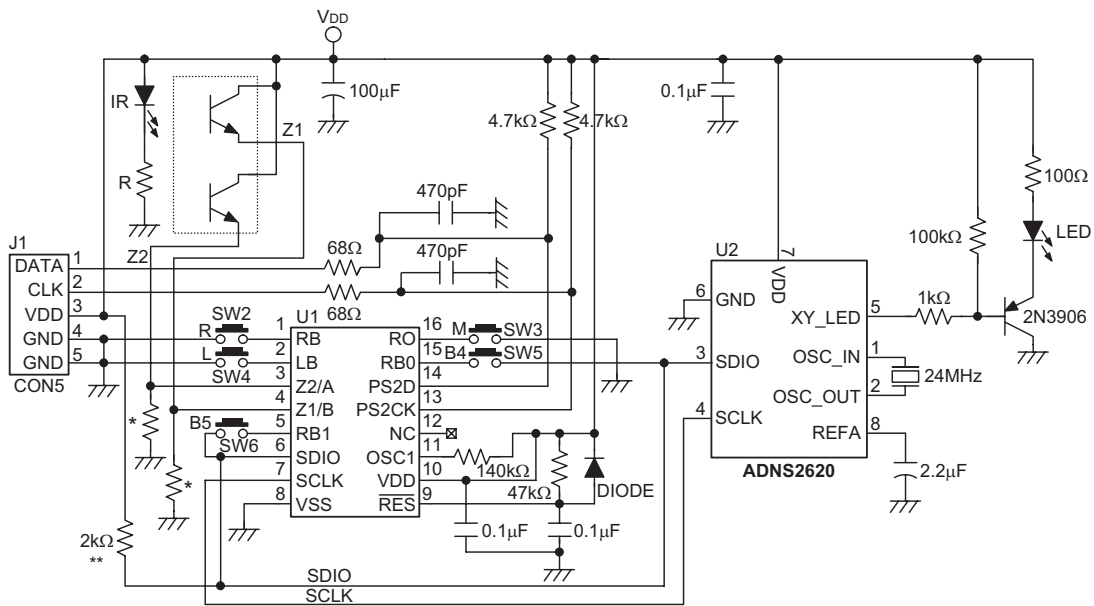 VDD
IR
R
Z1
Z2
100µF
4.7kΩ
4.7kΩ
0.1µF
470pF
470pF
68Ω
68Ω
J1
DATA 1
CLK 2
VDD 3
GND 4
GND 5
CON5
R
SW2
L
SW4
B5
SW6
U1
1 RB
2 LB
3 Z2/A
4 Z1/B
5 RB1
6 SDIO
7 SCLK
8 VSS
RO 16
RB0 15
PS2D 14
PS2CK 13
NC 12
OSC1 11
VDD 10
RES 9
M
SW3
B4
SW5
140kΩ
47kΩ
DIODE
0.1µF
0.1µF
*
*
2kΩ
**
SDIO
SCLK
U2
7
VDD
6 GND
3 SDIO
4 SCLK
XY_LED 5
OSC_IN 1
OSC_OUT 2
REFA 8
ADNS2620
24MHz
2.2µF
1kΩ
100kΩ
100Ω
LED
2N3906